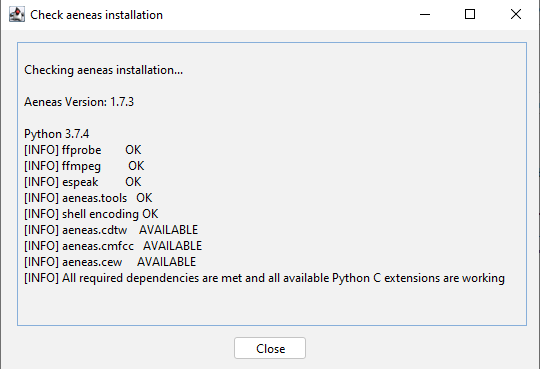 Check aeneas installation
Checking aeneas installation...
Aeneas Version: 1.7.3
Python 3.7.4
[INFO] ffprobe OK
[INFO] ffmpeg OK
[INFO] espeak OK
[INFO] aeneas.tools OK
[INFO] shell encoding OK
[INFO] aeneas.cdtw AVAILABLE
[INFO] aeneas.cmfcc AVAILABLE
[INFO] aeneas.cew AVAILABLE
[INFO] All required dependencies are met and all available Python C extensions are working
Close